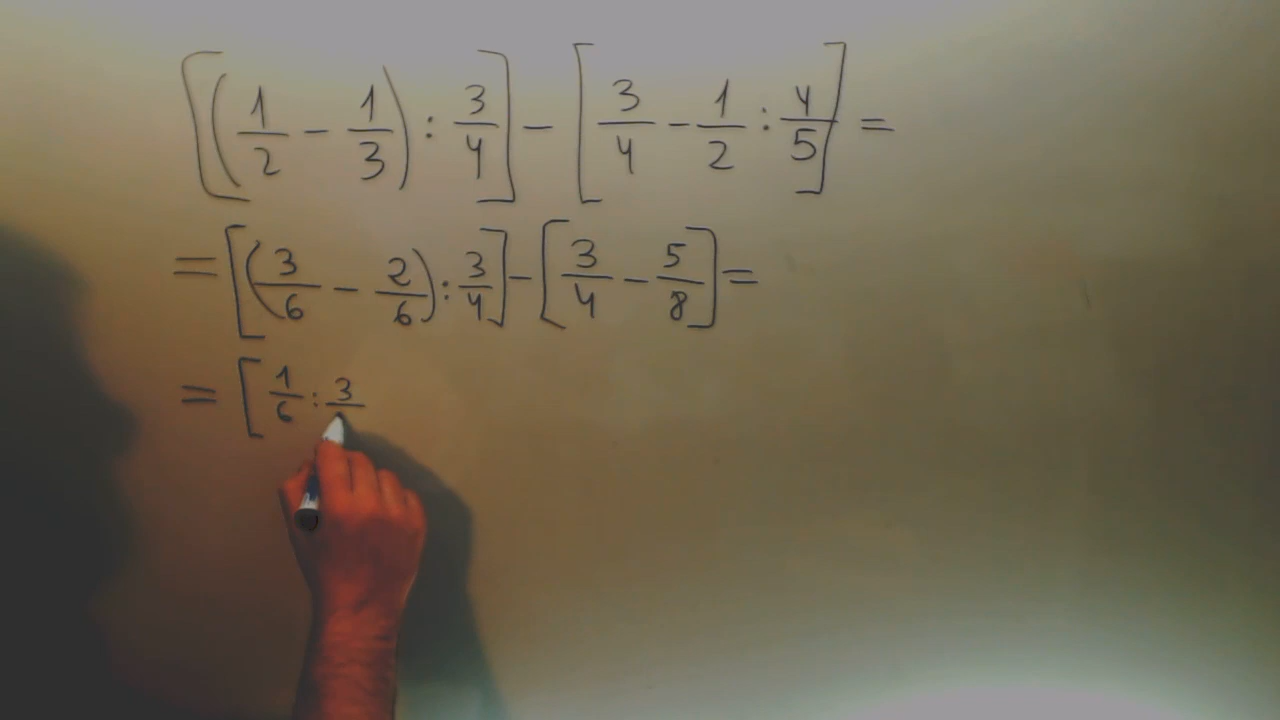 [(1/2 - 1/3) : 3/4] - [3/4 - 1/2 : 4/5] =
= [(3/6 - 2/6) : 3/4] - [3/4 - 5/8] =
= [1/6 : 3/